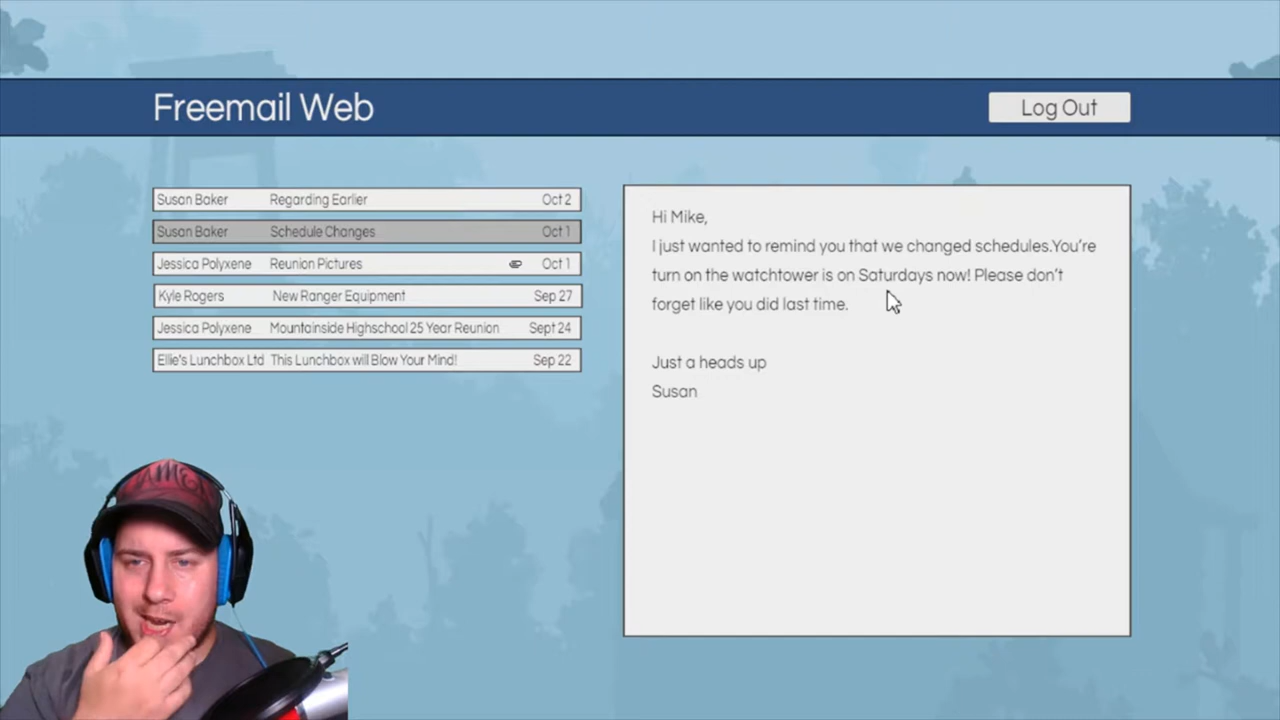 Freemail Web
Log Out
Susan Baker Regarding Earlier Oct 2
Susan Baker Schedule Changes Oct 1
Jessica Polyxene Reunion Pictures Oct 1
Kyle Rogers New Ranger Equipment Sep 27
Jessica Polyxene Mountainside Highschool 25 Year Reunion Sept 24
Ellie's Lunchbox Ltd This Lunchbox will Blow Your Mind! Sep 22
Hi Mike,
I just wanted to remind you that we changed schedules.You're
turn on the watchtower is on Saturdays now! Please don't
forget like you did last time.
Just a heads up
Susan